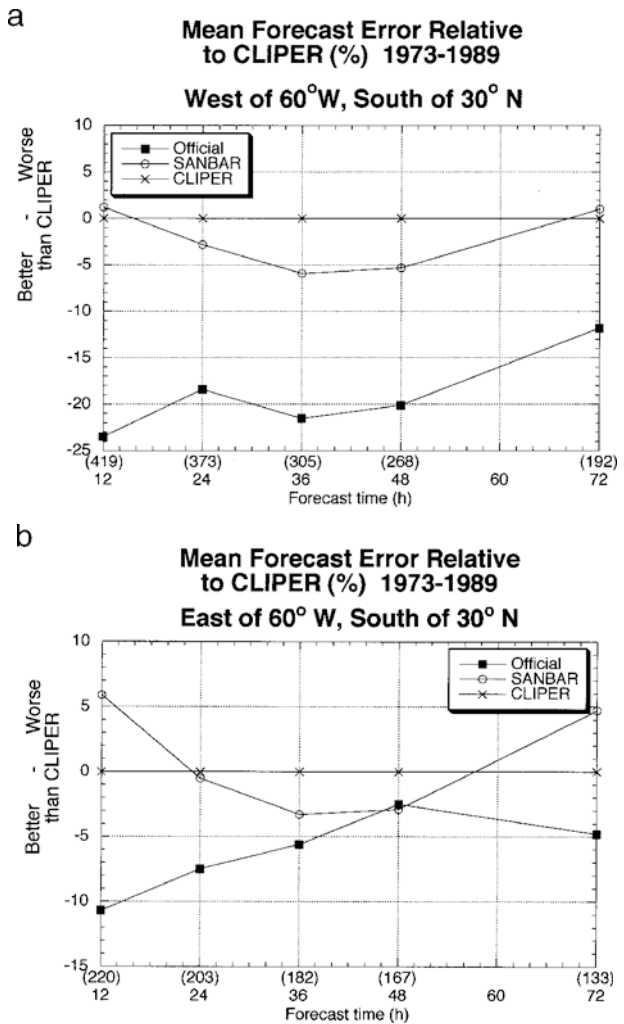 a
Mean Forecast Error Relative
to CLIPER (%) 1973-1989
West of 60°W, South of 30° N
Better - Worse
than CLIPER
10
5
0
-5
-10
-15
-20
-25
Official
SANBAR
CLIPER
(419) (373) (305) (268) (192)
12 24 36 48 60 72
Forecast time (h)
b
Mean Forecast Error Relative
to CLIPER (%) 1973-1989
East of 60° W, South of 30° N
Better - Worse
than CLIPER
10
5
0
-5
-10
-15
Official
SANBAR
CLIPER
(220) (203) (182) (167) (133)
12 24 36 48 60 72
Forecast time (h)